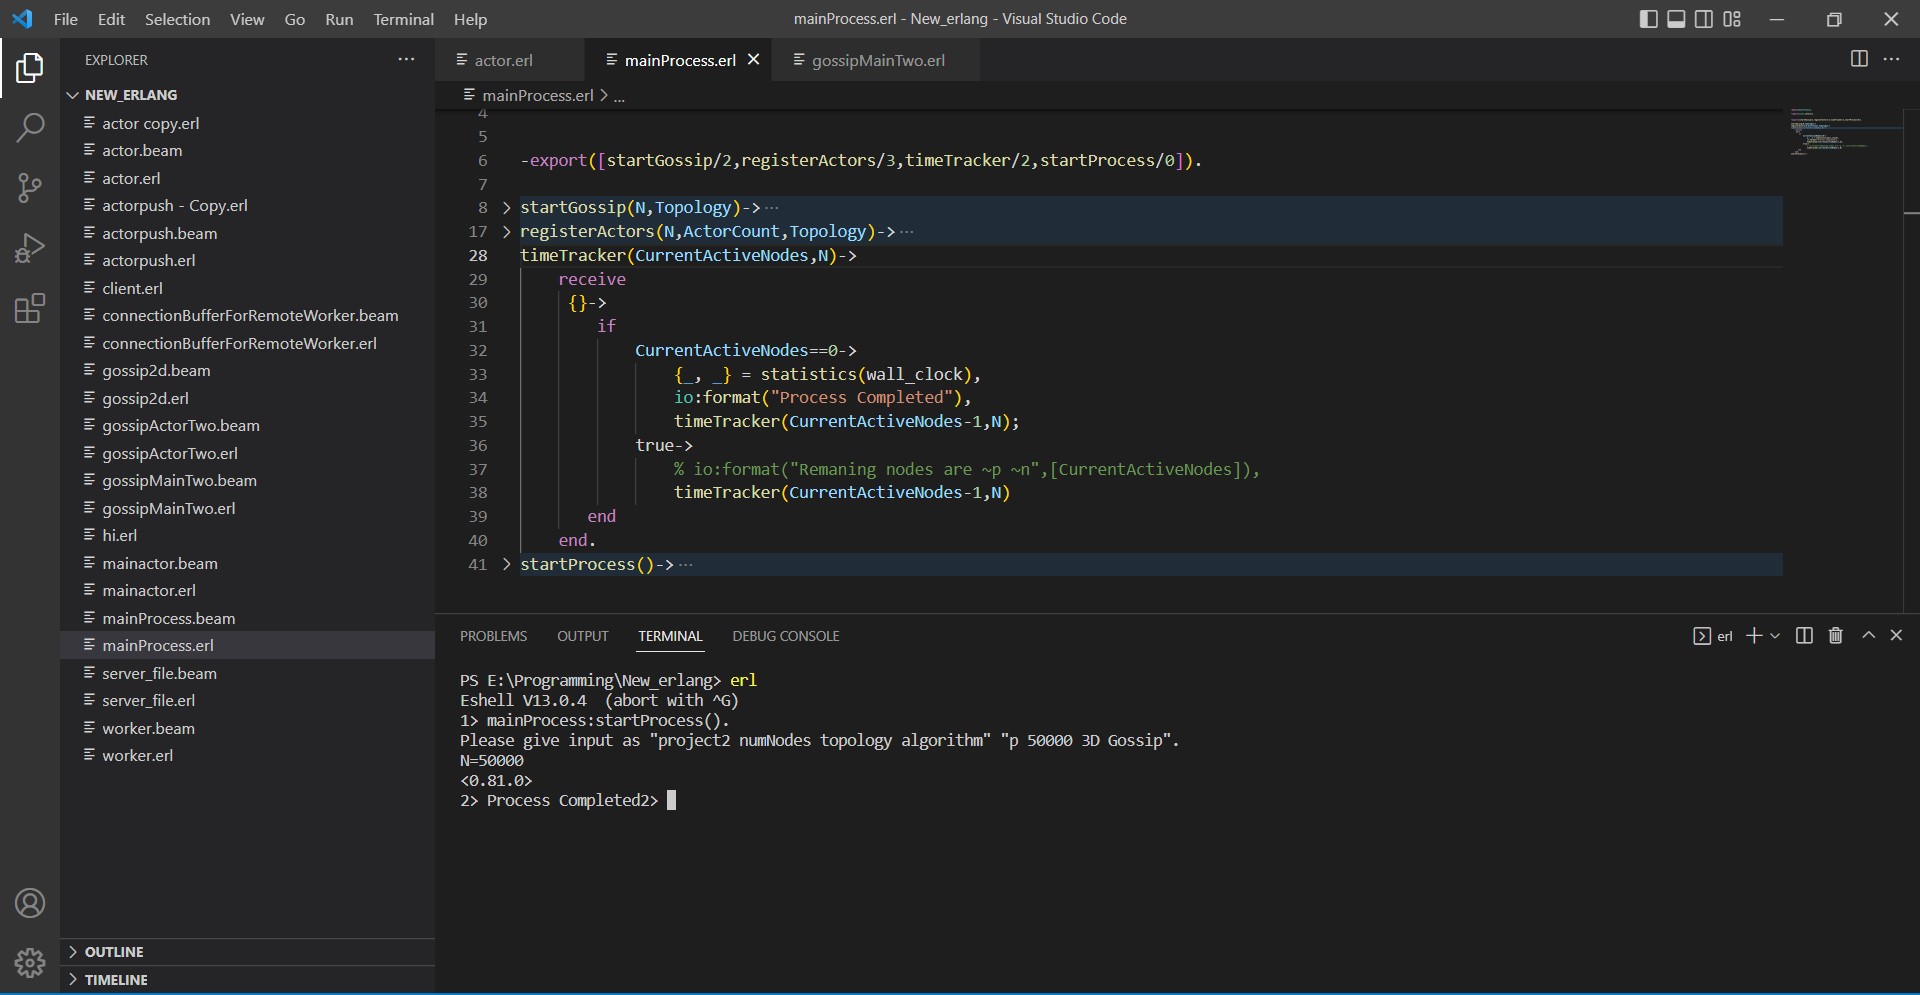 File Edit Selection View Go Run Terminal Help
mainProcess.erl - New_erlang - Visual Studio Code
EXPLORER
NEW_ERLANG
actor copy.erl
actor.beam
actor.erl
actorpush - Copy.erl
actorpush.beam
actorpush.erl
client.erl
connectionBufferForRemoteWorker.beam
connectionBufferForRemoteWorker.erl
gossip2d.beam
gossip2d.erl
gossipActorTwo.beam
gossipActorTwo.erl
gossipMainTwo.beam
gossipMainTwo.erl
hi.erl
mainactor.beam
mainactor.erl
mainProcess.beam
mainProcess.erl
server_file.beam
server_file.erl
worker.beam
worker.erl
OUTLINE
TIMELINE
actor.erl mainProcess.erl gossipMainTwo.erl
mainProcess.erl > ...
4
5
6 -export([startGossip/2,registerActors/3,timeTracker/2,startProcess/0]).
7
8 startGossip(N,Topology)->···
17 registerActors(N,ActorCount,Topology)->···
28 timeTracker(CurrentActiveNodes,N)->
29 receive
30 {}->
31 if
32 CurrentActiveNodes==0->
33 {_, _} = statistics(wall_clock),
34 io:format("Process Completed"),
35 timeTracker(CurrentActiveNodes-1,N);
36 true->
37 % io:format("Remaning nodes are ~p ~n",[CurrentActiveNodes]),
38 timeTracker(CurrentActiveNodes-1,N)
39 end
40 end.
41 startProcess()->···
PROBLEMS OUTPUT TERMINAL DEBUG CONSOLE
erl
PS E:\Programming\New_erlang> erl
Eshell V13.0.4 (abort with ^G)
1> mainProcess:startProcess().
Please give input as "project2 numNodes topology algorithm" "p 50000 3D Gossip".
N=50000
<0.81.0>
2> Process Completed2>